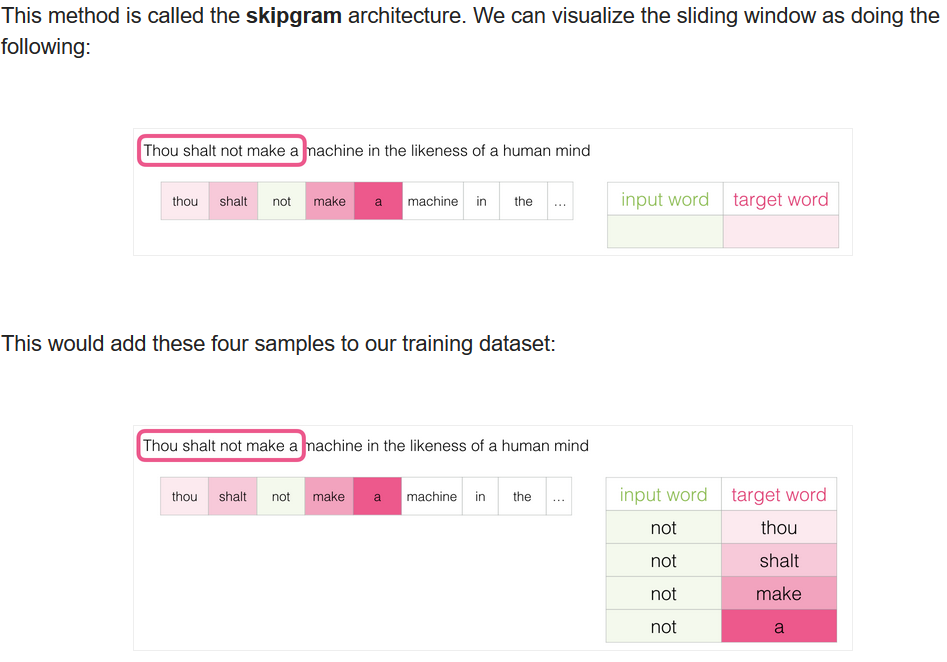 This method is called the skipgram architecture. We can visualize the sliding window as doing the
following:
Thou shalt not make a machine in the likeness of a human mind
thou shalt not make a machine in the ...
input word target word
This would add these four samples to our training dataset:
Thou shalt not make a machine in the likeness of a human mind
thou shalt not make a machine in the ...
input word target word
not thou
not shalt
not make
not a